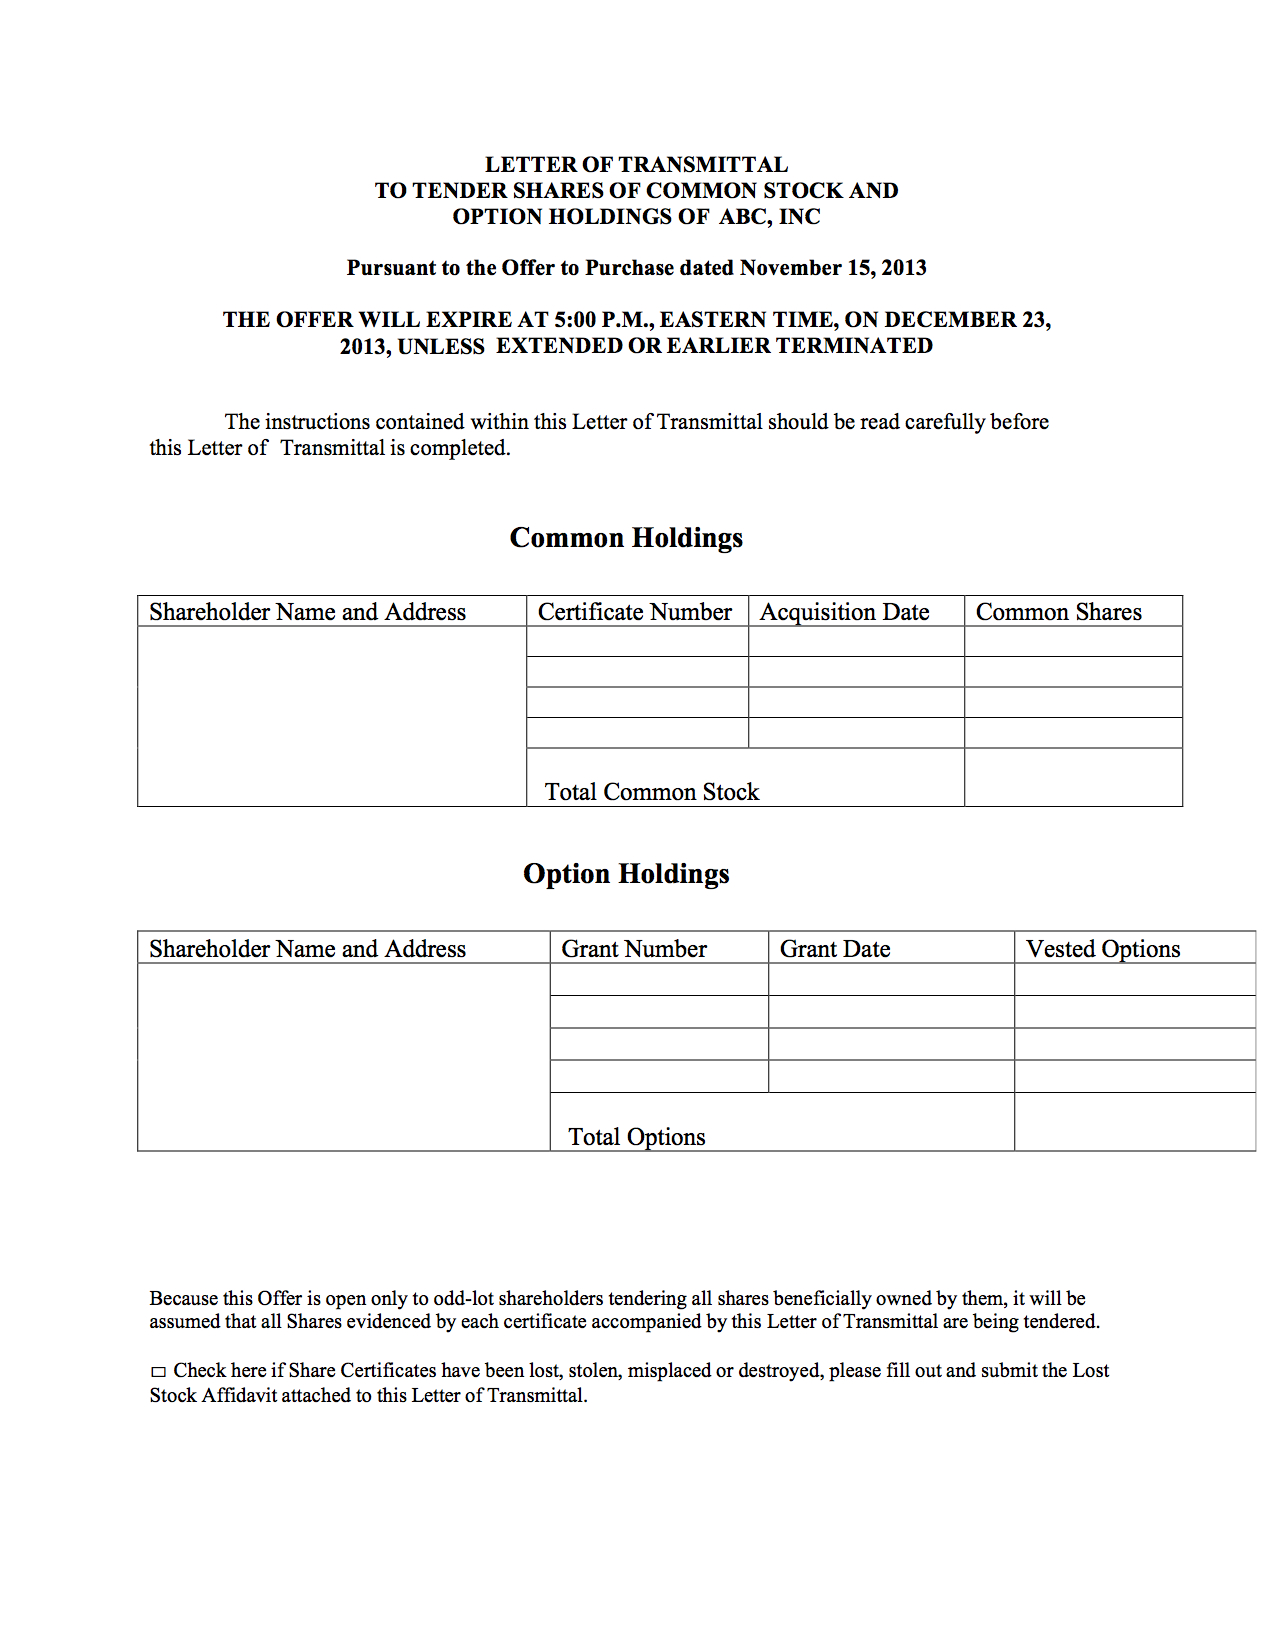 LETTER OF TRANSMITTAL
TO TENDER SHARES OF COMMON STOCK AND
OPTION HOLDINGS OF ABC, INC
Pursuant to the Offer to Purchase dated November 15, 2013
THE OFFER WILL EXPIRE AT 5:00 P.M., EASTERN TIME, ON DECEMBER 23,
2013, UNLESS EXTENDED OR EARLIER TERMINATED
The instructions contained within this Letter of Transmittal should be read carefully before
this Letter of Transmittal is completed.
Common Holdings
Shareholder Name and Address Certificate Number Acquisition Date Common Shares
Total Common Stock
Option Holdings
Shareholder Name and Address Grant Number Grant Date Vested Options
Total Options
Because this Offer is open only to odd-lot shareholders tendering all shares beneficially owned by them, it will be
assumed that all Shares evidenced by each certificate accompanied by this Letter of Transmittal are being tendered.
☐ Check here if Share Certificates have been lost, stolen, misplaced or destroyed, please fill out and submit the Lost
Stock Affidavit attached to this Letter of Transmittal.